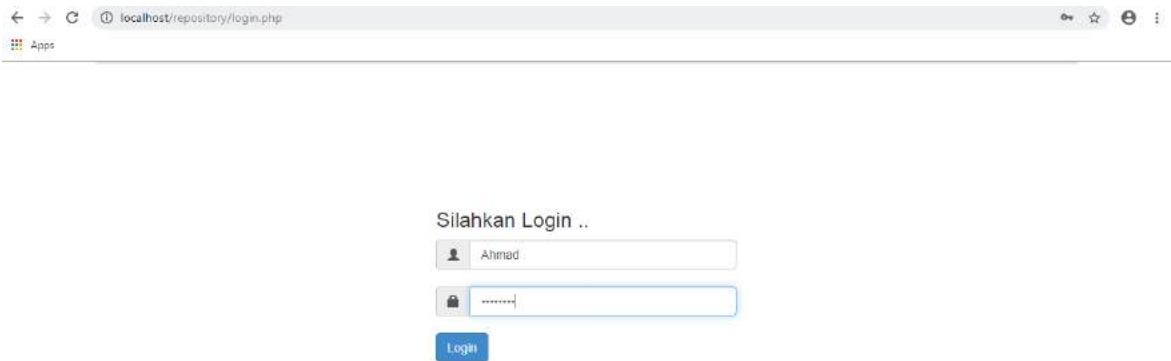 localhost/repository/login.php
Apps
Silahkan Login ..
Ahmad
--------
Login